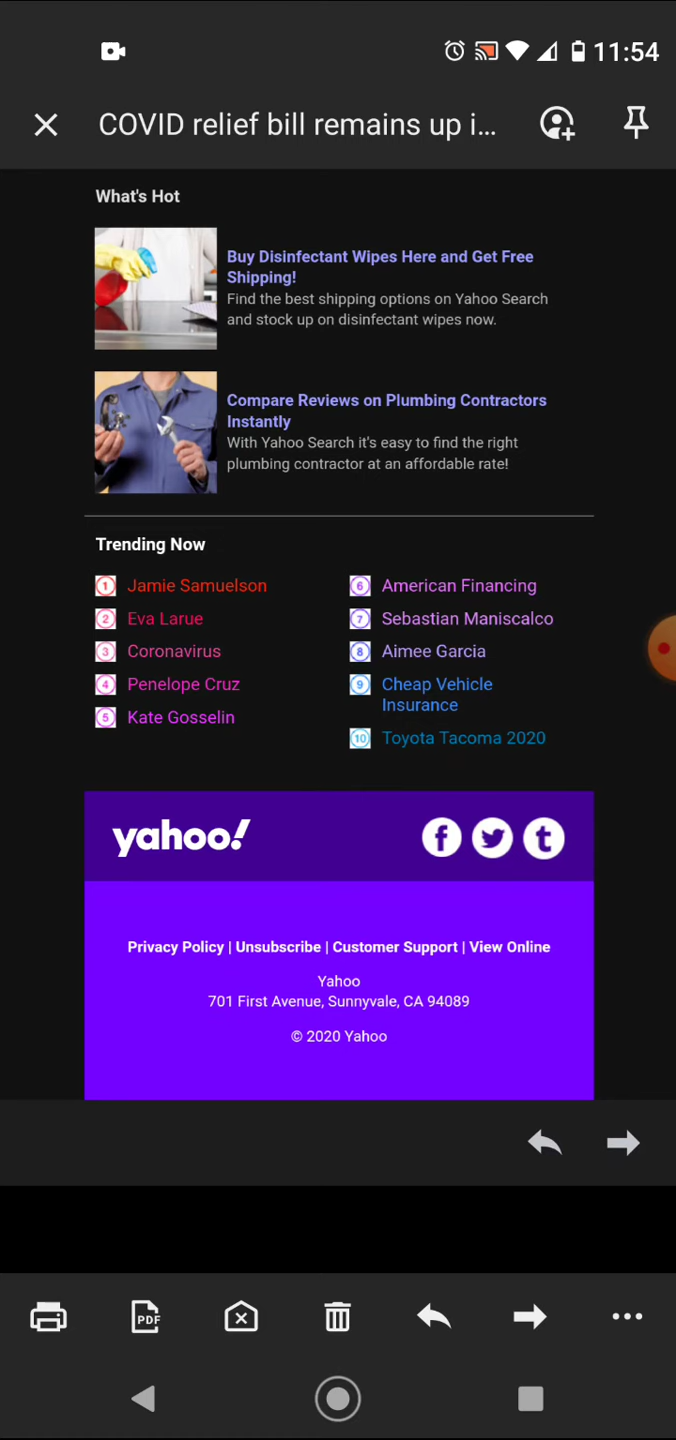 11:54
COVID relief bill remains up i...
What's Hot
Buy Disinfectant Wipes Here and Get Free
Shipping!
Find the best shipping options on Yahoo Search
and stock up on disinfectant wipes now.
Compare Reviews on Plumbing Contractors
Instantly
With Yahoo Search it's easy to find the right
plumbing contractor at an affordable rate!
Trending Now
1 Jamie Samuelson
2 Eva Larue
3 Coronavirus
4 Penelope Cruz
5 Kate Gosselin
6 American Financing
7 Sebastian Maniscalco
8 Aimee Garcia
9 Cheap Vehicle
Insurance
10 Toyota Tacoma 2020
yahoo!
Privacy Policy | Unsubscribe | Customer Support | View Online
Yahoo
701 First Avenue, Sunnyvale, CA 94089
© 2020 Yahoo
PDF